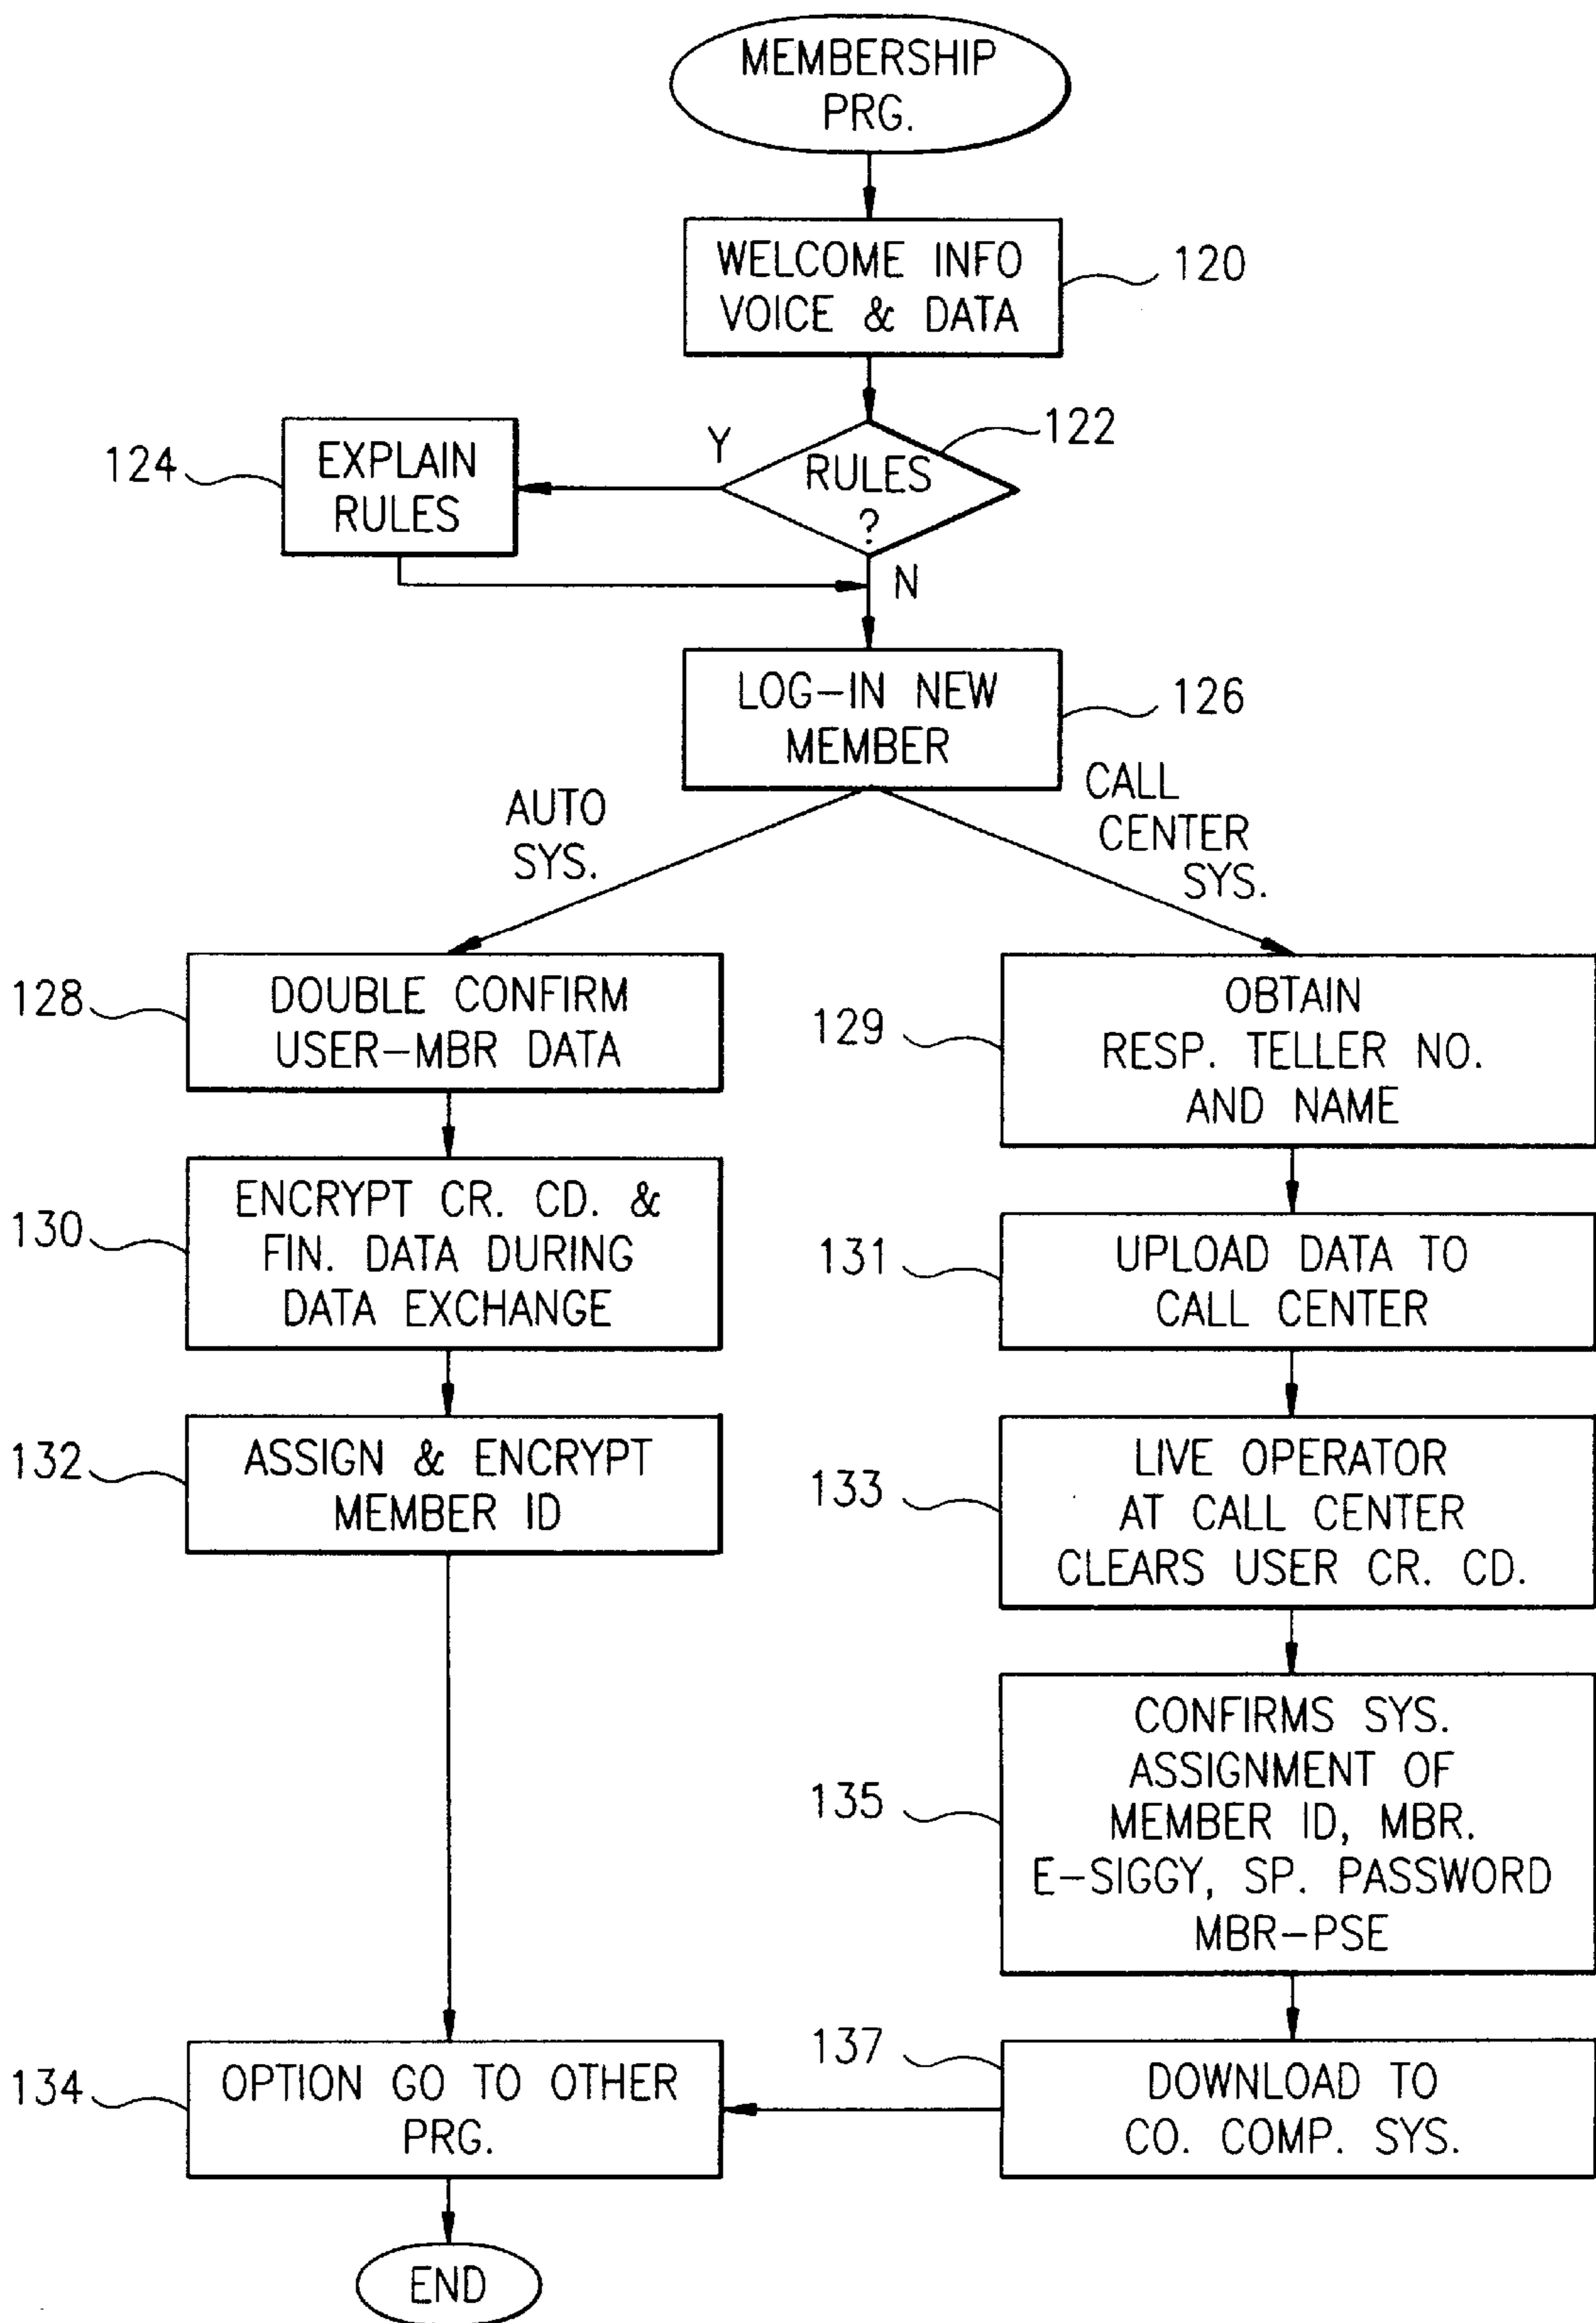 MEMBERSHIP
PRG.
WELCOME INFO
VOICE & DATA
120
122
Y
RULES
?
124
EXPLAIN
RULES
N
LOG-IN NEW
MEMBER
126
AUTO
SYS.
CALL
CENTER
SYS.
128
DOUBLE CONFIRM
USER-MBR DATA
130
ENCRYPT CR. CD. &
FIN. DATA DURING
DATA EXCHANGE
132
ASSIGN & ENCRYPT
MEMBER ID
129
OBTAIN
RESP. TELLER NO.
AND NAME
131
UPLOAD DATA TO
CALL CENTER
133
LIVE OPERATOR
AT CALL CENTER
CLEARS USER CR. CD.
135
CONFIRMS SYS.
ASSIGNMENT OF
MEMBER ID, MBR.
E-SIGGY, SP. PASSWORD
MBR-PSE
137
DOWNLOAD TO
CO. COMP. SYS.
134
OPTION GO TO OTHER
PRG.
END